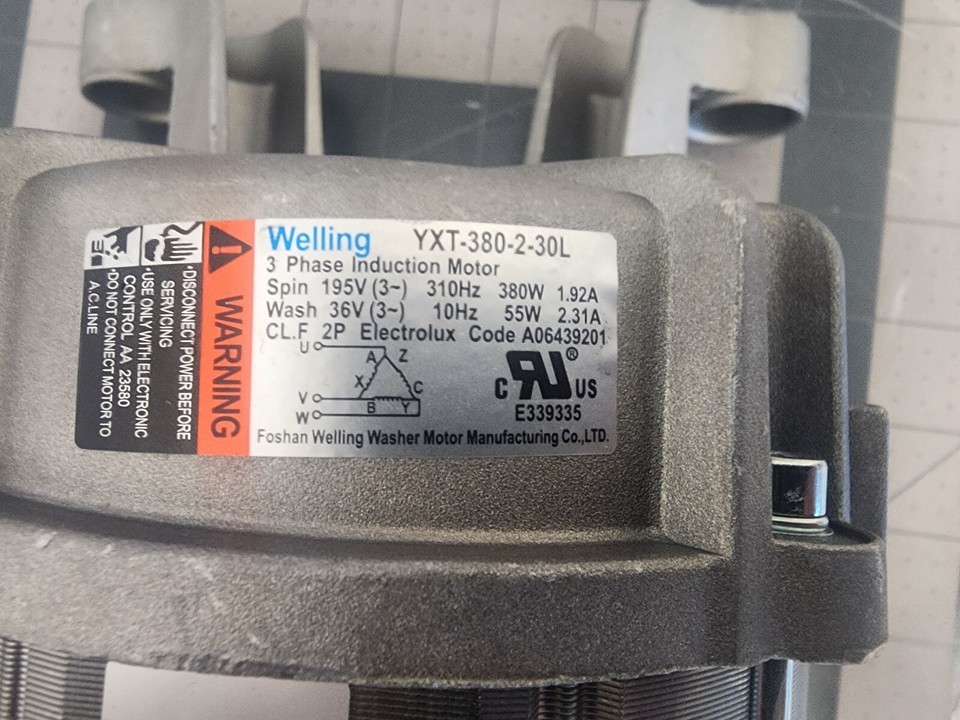 Welling YXT-380-2-30L
3 Phase Induction Motor
Spin 195V (3~) 310Hz 380W 1.92A
Wash 36V (3~) 10Hz 55W 2.31A
CL.F 2P Electrolux Code A06439201
U
A Z
X C
V B Y
W
C RU® US
E339335
Foshan Welling Washer Motor Manufacturing Co.,LTD.
WARNING
•DISCONNECT POWER BEFORE
SERVICING
•USE ONLY WITH ELECTRONIC
CONTROL AA 23580
•DO NOT CONNECT MOTOR TO
A.C.LINE